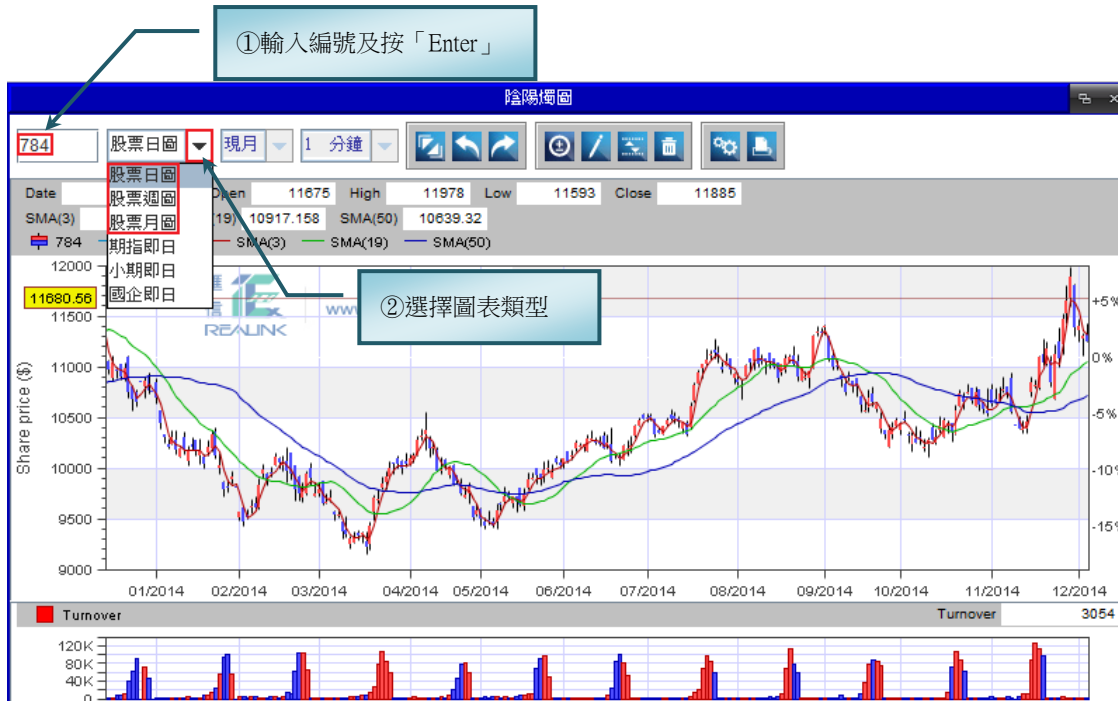 ①輸入編號及按「Enter」
陰陽燭圖
784 股票日圖 現月 1 分鐘
股票日圖
股票週圖
股票月圖
期指即日
小期即日
國企即日
Date Open 11675 High 11978 Low 11593 Close 11885
SMA(3) (19) 10917.158 SMA(50) 10639.32
784 SMA(3) SMA(19) SMA(50)
匯
信
REALINK
www
②選擇圖表類型
Share price ($)
12000
11680.56
11500
11000
10500
10000
9500
9000
+5%
0%
-5%
-10%
-15%
01/2014 02/2014 03/2014 04/2014 05/2014 06/2014 07/2014 08/2014 09/2014 10/2014 11/2014 12/2014
Turnover Turnover 3054
120K
80K
40K
0